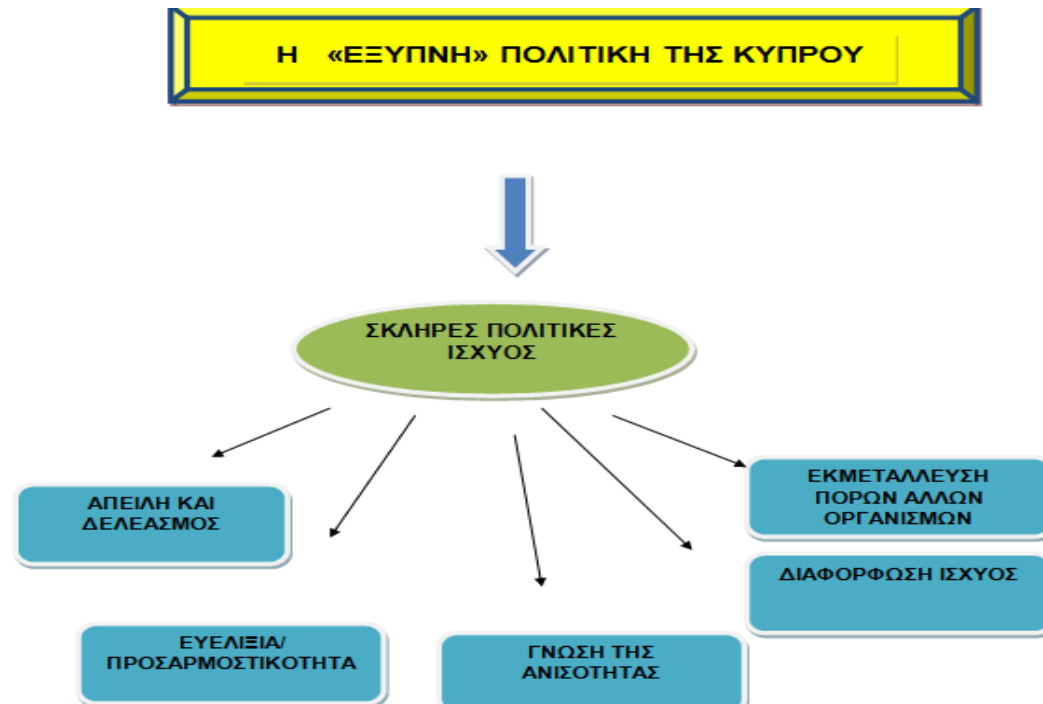 Η «ΕΞΥΠΝΗ» ΠΟΛΙΤΙΚΗ ΤΗΣ ΚΥΠΡΟΥ
ΣΚΛΗΡΕΣ ΠΟΛΙΤΙΚΕΣ
ΙΣΧΥΟΣ
ΑΠΕΙΛΗ ΚΑΙ
ΔΕΛΕΑΣΜΟΣ
ΕΚΜΕΤΑΛΛΕΥΣΗ
ΠΟΡΩΝ ΑΛΛΩΝ
ΟΡΓΑΝΙΣΜΩΝ
ΔΙΑΦΟΡΦΩΣΗ ΙΣΧΥΟΣ
ΕΥΕΛΙΞΙΑ/
ΠΡΟΣΑΡΜΟΣΤΙΚΟΤΗΤΑ
ΓΝΩΣΗ ΤΗΣ
ΑΝΙΣΟΤΗΤΑΣ